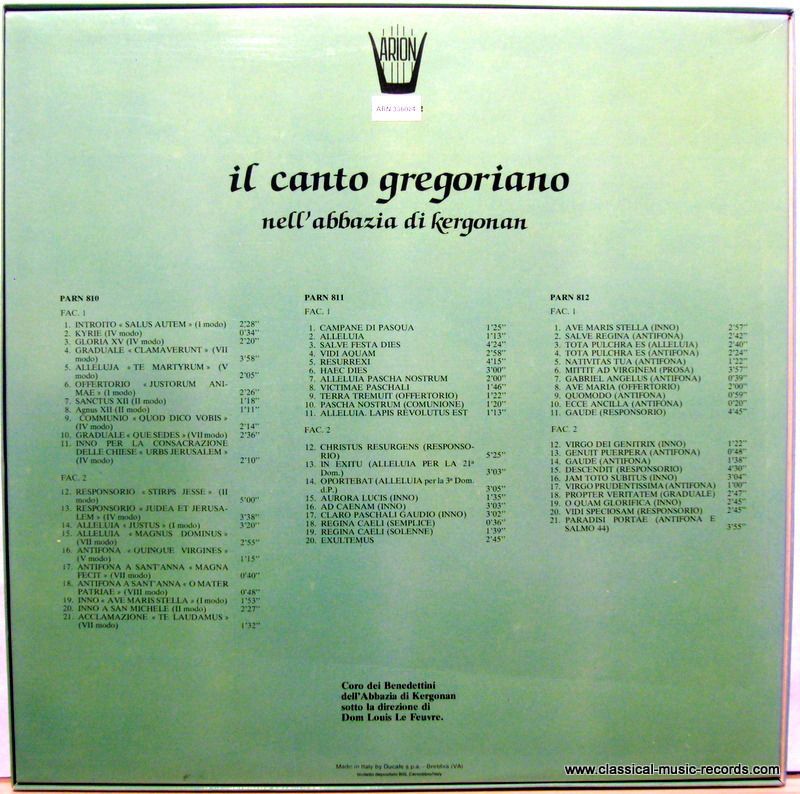 ARION
ARN 336024
il canto gregoriano
nell'abbazia di kergonan
PARN 810
FAC. 1
1. INTROITO « SALUS AUTEM » (I modo) 2'28"
2. KYRIE (IV modo) 0'34"
3. GLORIA XV (IV modo) 2'20"
4. GRADUALE « CLAMAVERUNT » (VII
modo) 3'58"
5. ALLELUJA « TE MARTYRUM » (V
modo) 2'05"
6. OFFERTORIO « JUSTORUM ANI-
MAE » (I modo) 2'26"
7. SANCTUS XII (II modo) 1'18"
8. Agnus XII (II modo) 1'11"
9. COMMUNIO « QUOD DICO VOBIS »
(IV modo) 2'14"
10. GRADUALE « QUE SEDES » (VII modo) 2'36"
11. INNO PER LA CONSACRAZIONE
DELLE CHIESE « URBS JERUSALEM »
(IV modo) 2'10"
FAC. 2
12. RESPONSORIO « STIRPS JESSE » (II
modo) 5'00"
13. RESPONSORIO « JUDEA ET JERUSA-
LEM » (IV modo) 3'38"
14. ALLELUIA « JUSTUS » (I modo) 3'20"
15. ALLELUIA « MAGNUS DOMINUS »
(VII modo) 2'55"
16. ANTIFONA « QUINQUE VIRGINES »
(V modo) 1'15"
17. ANTIFONA A SANT'ANNA « MAGNA
FECIT » (VII modo) 0'40"
18. ANTIFONA A SANT'ANNA « O MATER
PATRIAE » (VIII modo) 0'48"
19. INNO « AVE MARIS STELLA » (I modo) 1'53"
20. INNO A SAN MICHELE (II modo) 2'27"
21. ACCLAMAZIONE « TE LAUDAMUS »
(VII modo) 1'32"
PARN 811
FAC. 1
1. CAMPANE DI PASQUA 1'25"
2. ALLELUIA 1'13"
3. SALVE FESTA DIES 4'24"
4. VIDI AQUAM 2'58"
5. RESURREXI 4'15"
6. HAEC DIES 3'00"
7. ALLELUIA PASCHA NOSTRUM 2'00"
8. VICTIMAE PASCHALI 1'46"
9. TERRA TREMUIT (OFFERTORIO) 1'22"
10. PASCHA NOSTRUM (COMUNIONE) 1'20"
11. ALLELUIA. LAPIS REVOLUTUS EST 1'13"
FAC. 2
12. CHRISTUS RESURGENS (RESPONSO-
RIO) 5'25"
13. IN EXITU (ALLELUIA PER LA 21ª
Dom.) 3'03"
14. OPORTEBAT (ALLELUIA per la 3ª Dom.
d.P.) 3'05"
15. AURORA LUCIS (INNO) 1'35"
16. AD CAENAM (INNO) 3'03"
17. CLARO PASCHALI GAUDIO (INNO) 3'02"
18. REGINA CAELI (SEMPLICE) 0'36"
19. REGINA CAELI (SOLENNE) 1'39"
20. EXULTEMUS 2'45"
PARN 812
FAC. 1
1. AVE MARIS STELLA (INNO) 2'57"
2. SALVE REGINA (ANTIFONA) 2'42"
3. TOTA PULCHRA ES (ALLELUIA) 2'40"
4. TOTA PULCHRA ES (ANTIFONA) 2'24"
5. NATIVITAS TUA (ANTIFONA) 1'22"
6. MITTIT AD VIRGINEM (PROSA) 3'57"
7. GABRIEL ANGELUS (ANTIFONA) 0'39"
8. AVE MARIA (OFFERTORIO) 2'00"
9. QUOMODO (ANTIFONA) 0'59"
10. ECCE ANCILLA (ANTIFONA) 0'20"
11. GAUDE (RESPONSORIO) 4'45"
FAC. 2
12. VIRGO DEI GENITRIX (INNO) 1'22"
13. GENUIT PUERPERA (ANTIFONA) 0'48"
14. GAUDE (ANTIFONA) 1'38"
15. DESCENDIT (RESPONSORIO) 4'30"
16. JAM TOTO SUBITUS (INNO) 3'04"
17. VIRGO PRUDENTISSIMA (ANTIFONA) 1'00"
18. PROPTER VERITATEM (GRADUALE) 2'47"
19. O QUAM GLORIFICA (INNO) 2'45"
20. VIDI SPECIOSAM (RESPONSORIO) 2'45"
21. PARADISI PORTAE (ANTIFONA E
SALMO 44) 3'55"
Coro dei Benedettini
dell'Abbazia di Kergonan
sotto la direzione di
Dom Louis Le Feuvre.
Made in Italy by Ducale s.p.a. - Brebbia (VA)
www.classical-music-records.com